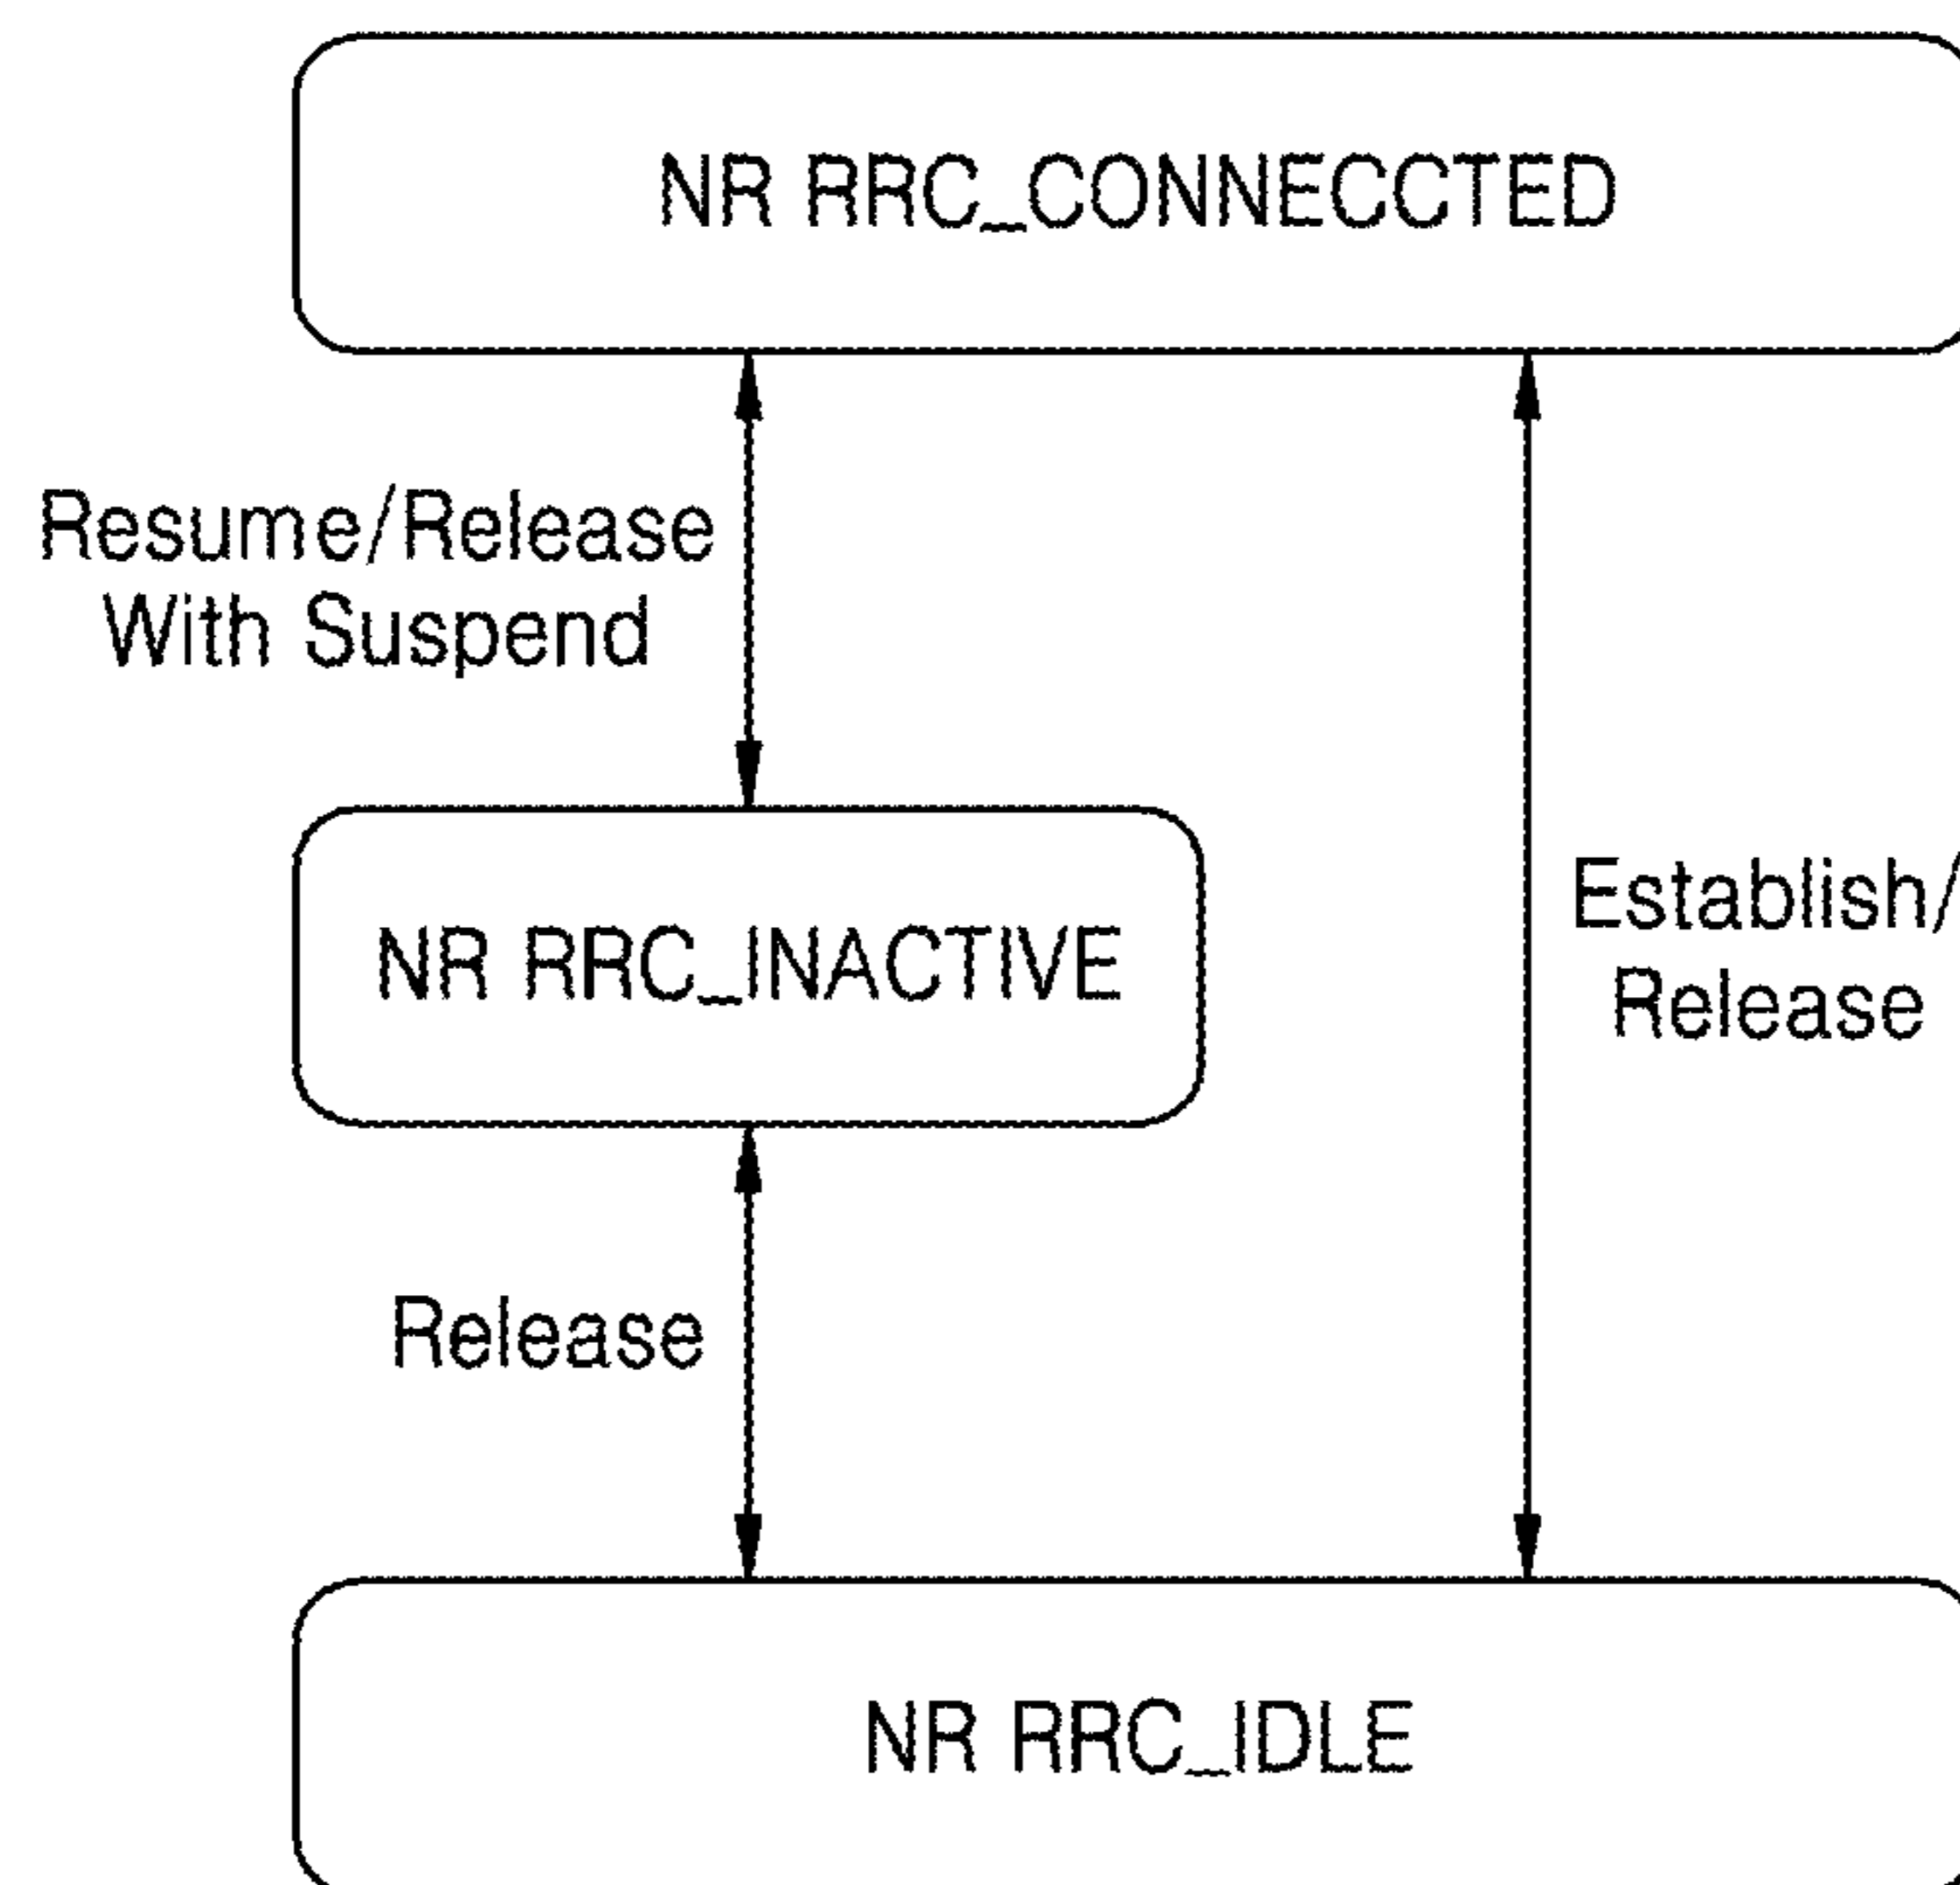 NR RRC_CONNECCTED
Resume/Release
With Suspend
NR RRC_INACTIVE
Establish/
Release
Release
NR RRC_IDLE